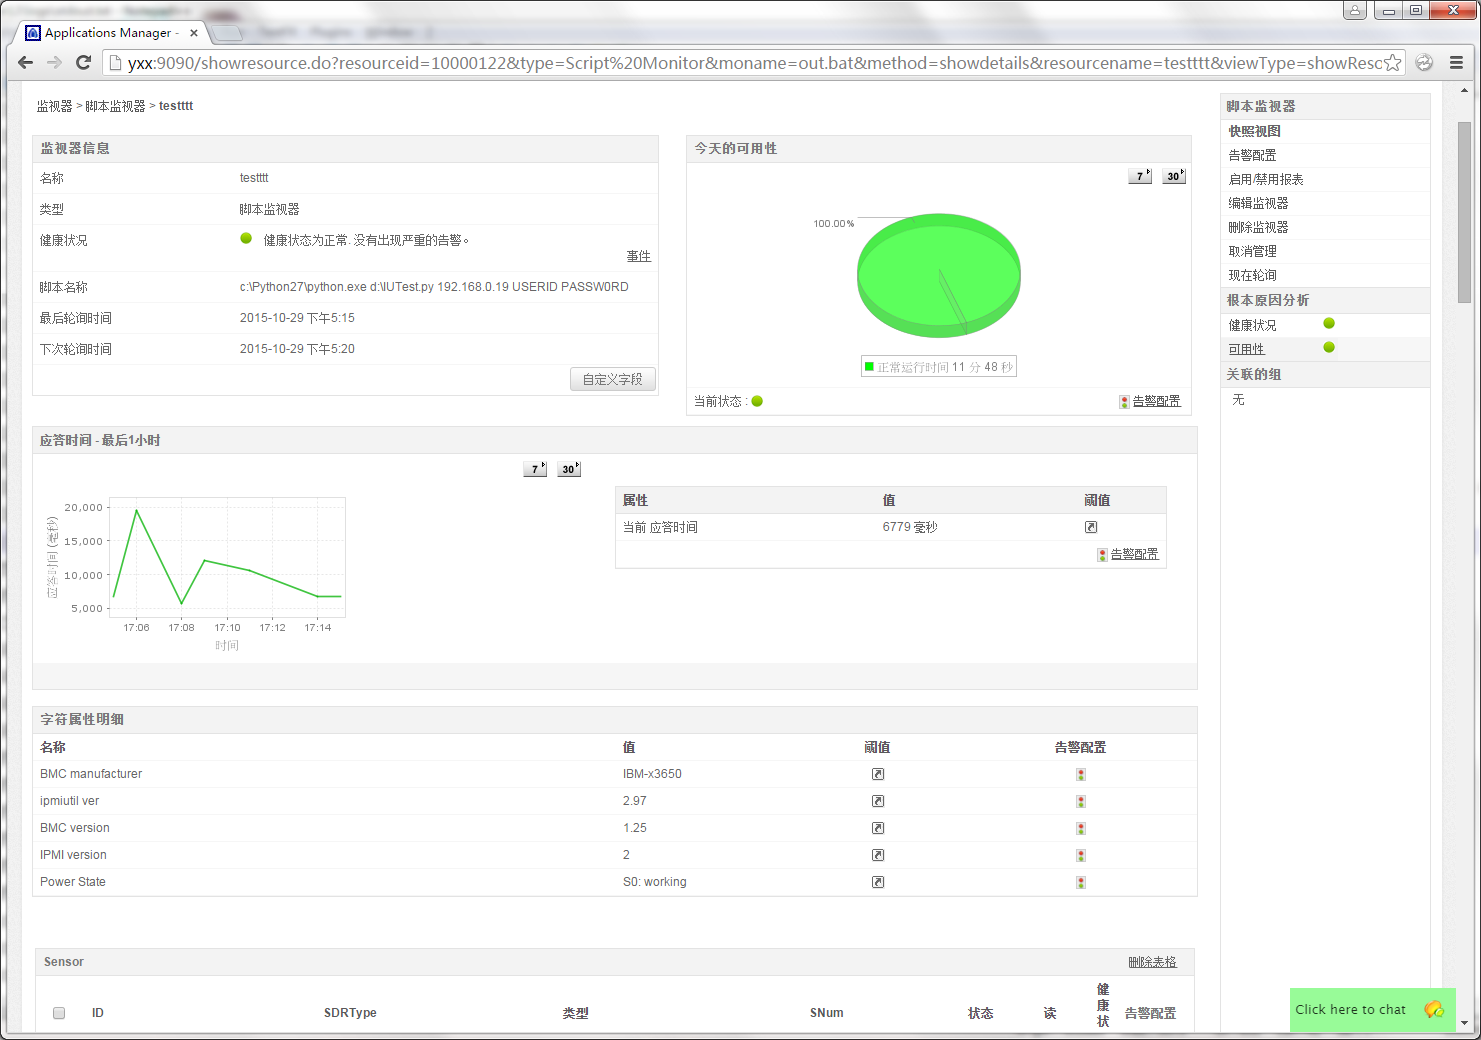 Applications Manager -
yxx:9090/showresource.do?resourceid=10000122&type=Script%20Monitor&moname=out.bat&method=showdetails&resourcename=testttt&viewType=showResc
监视器 > 脚本监视器 > testttt
监视器信息
名称 testttt
类型 脚本监视器
健康状况 健康状态为正常. 没有出现严重的告警。
事件
脚本名称 c:\Python27\python.exe d:\IUTest.py 192.168.0.19 USERID PASSW0RD
最后轮询时间 2015-10-29 下午5:15
下次轮询时间 2015-10-29 下午5:20
自定义字段
今天的可用性
7 30
100.00%
正常运行时间 11 分 48 秒
当前状态 : 告警配置
脚本监视器
快照视图
告警配置
启用/禁用报表
编辑监视器
删除监视器
取消管理
现在轮询
根本原因分析
健康状况
可用性
关联的组
无
应答时间 - 最后1小时
7 30
应答时间 (毫秒)
20,000
15,000
10,000
5,000
17:06 17:08 17:10 17:12 17:14
时间
属性 值 阈值
当前 应答时间 6779 毫秒
告警配置
字符属性明细
名称 值 阈值 告警配置
BMC manufacturer IBM-x3650
ipmiutil ver 2.97
BMC version 1.25
IPMI version 2
Power State S0: working
Sensor 删除表格
ID SDRType 类型 SNum 状态 读 健康状 告警配置
Click here to chat